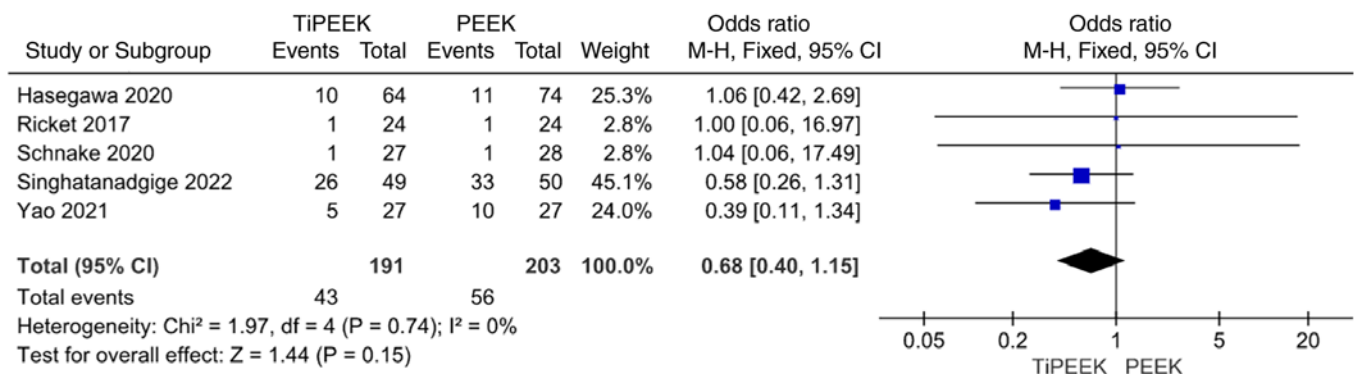 TiPEEK PEEK Odds ratio Odds ratio
Study or Subgroup Events Total Events Total Weight M-H, Fixed, 95% CI M-H, Fixed, 95% CI
Hasegawa 2020 10 64 11 74 25.3% 1.06 [0.42, 2.69]
Ricket 2017 1 24 1 24 2.8% 1.00 [0.06, 16.97]
Schnake 2020 1 27 1 28 2.8% 1.04 [0.06, 17.49]
Singhatanadgige 2022 26 49 33 50 45.1% 0.58 [0.26, 1.31]
Yao 2021 5 27 10 27 24.0% 0.39 [0.11, 1.34]
Total (95% CI) 191 203 100.0% 0.68 [0.40, 1.15]
Total events 43 56
Heterogeneity: Chi² = 1.97, df = 4 (P = 0.74); I² = 0%
Test for overall effect: Z = 1.44 (P = 0.15)
0.05 0.2 1 5 20
TiPEEK PEEK